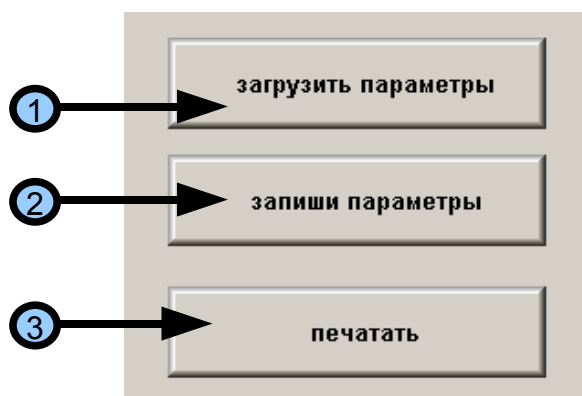 1 загрузить параметры
2 запиши параметры
3 печатать